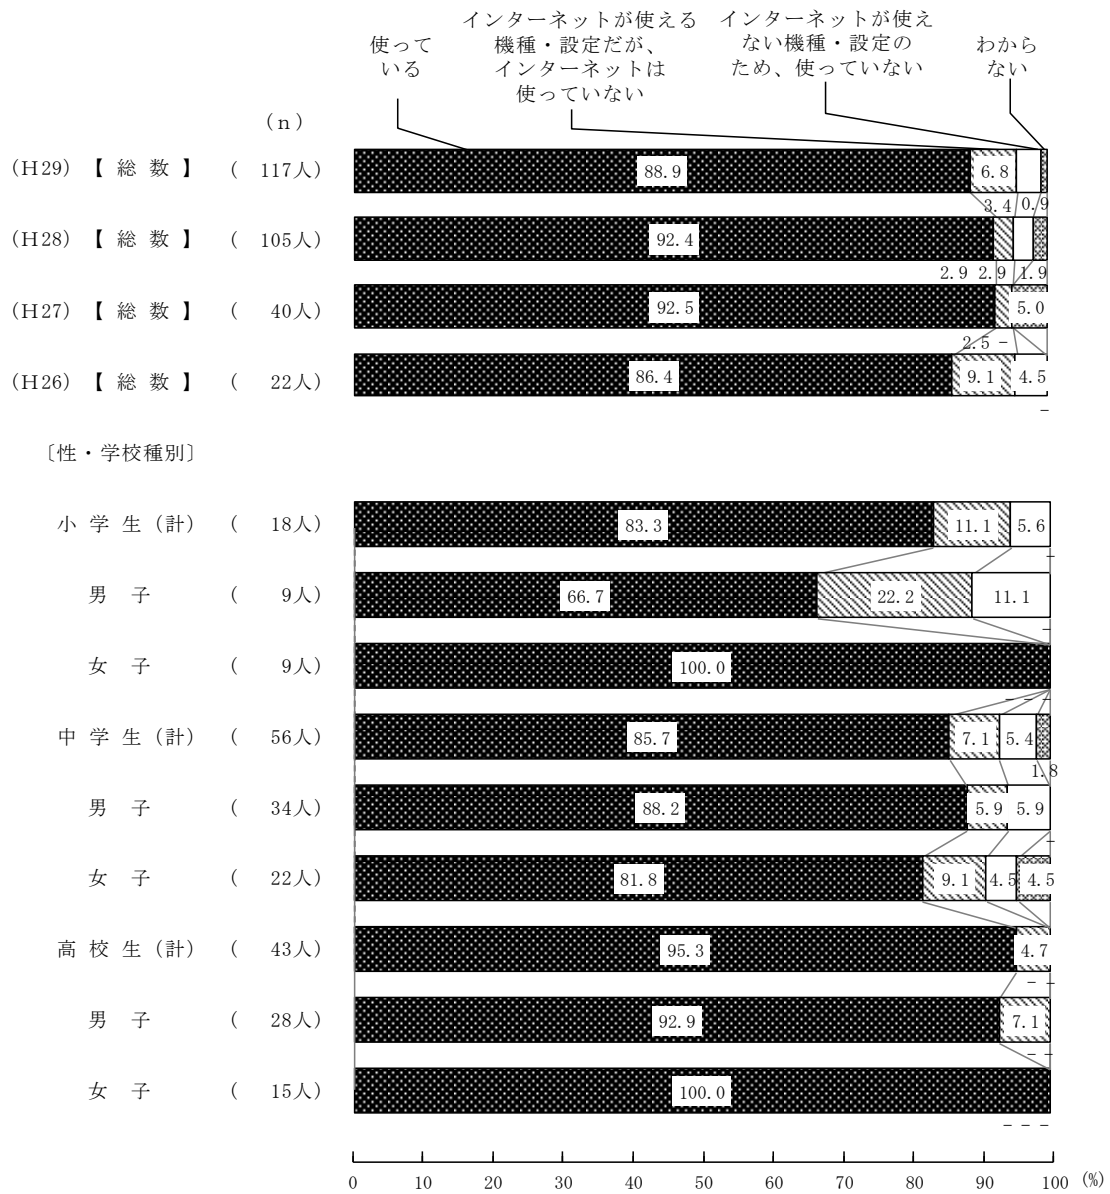 使って
いる
インターネットが使える
機種・設定だが、
インターネットは
使っていない
インターネットが使え
ない機種・設定の
ため、使っていない
わから
ない
(ｎ)
(Ｈ29) 【 総 数 】 ( 117人) 88.9 6.8
3.4 0.9
(Ｈ28) 【 総 数 】 ( 105人) 92.4
2.9 2.9 1.9
(Ｈ27) 【 総 数 】 ( 40人) 92.5 5.0
2.5 −
(Ｈ26) 【 総 数 】 ( 22人) 86.4 9.1 4.5
−
〔性・学校種別〕
小 学 生 (計) ( 18人) 83.3 11.1 5.6
−
男 子 ( 9人) 66.7 22.2 11.1
−
女 子 ( 9人) 100.0
− − −
中 学 生 (計) ( 56人) 85.7 7.1 5.4
1.8
男 子 ( 34人) 88.2 5.9 5.9
−
女 子 ( 22人) 81.8 9.1 4.5 4.5
高 校 生 (計) ( 43人) 95.3 4.7
− −
男 子 ( 28人) 92.9 7.1
− −
女 子 ( 15人) 100.0
− − −
0 10 20 30 40 50 60 70 80 90 100 (%)